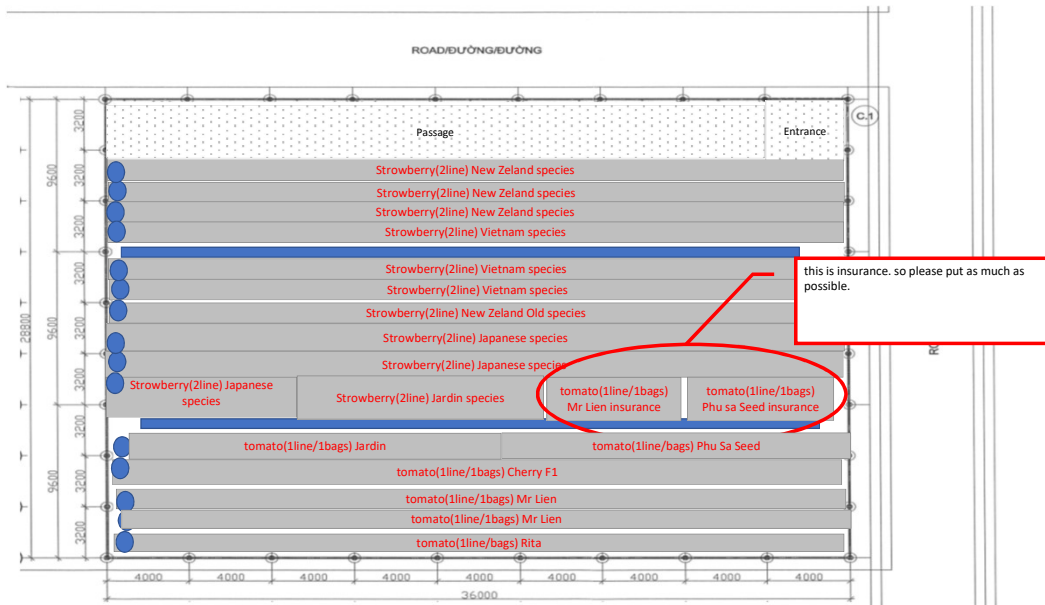 ROAD/ĐƯỜNG/ĐƯỜNG
Passage
Entrance
C.1
Strowberry(2line) New Zeland species
Strowberry(2line) New Zeland species
Strowberry(2line) New Zeland species
Strowberry(2line) Vietnam species
Strowberry(2line) Vietnam species
Strowberry(2line) Vietnam species
Strowberry(2line) New Zeland Old species
Strowberry(2line) Japanese species
Strowberry(2line) Japanese species
this is insurance. so please put as much as
possible.
Strowberry(2line) Japanese
species
Strowberry(2line) Jardin species
tomato(1line/1bags)
Mr Lien insurance
tomato(1line/1bags)
Phu sa Seed insurance
tomato(1line/1bags) Jardin
tomato(1line/bags) Phu Sa Seed
tomato(1line/1bags) Cherry F1
tomato(1line/1bags) Mr Lien
tomato(1line/1bags) Mr Lien
tomato(1line/bags) Rita
3200
3200
3200
3200
3200
3200
3200
3200
3200
9600
9600
9600
28800
4000
4000
4000
4000
4000
4000
4000
4000
4000
36000